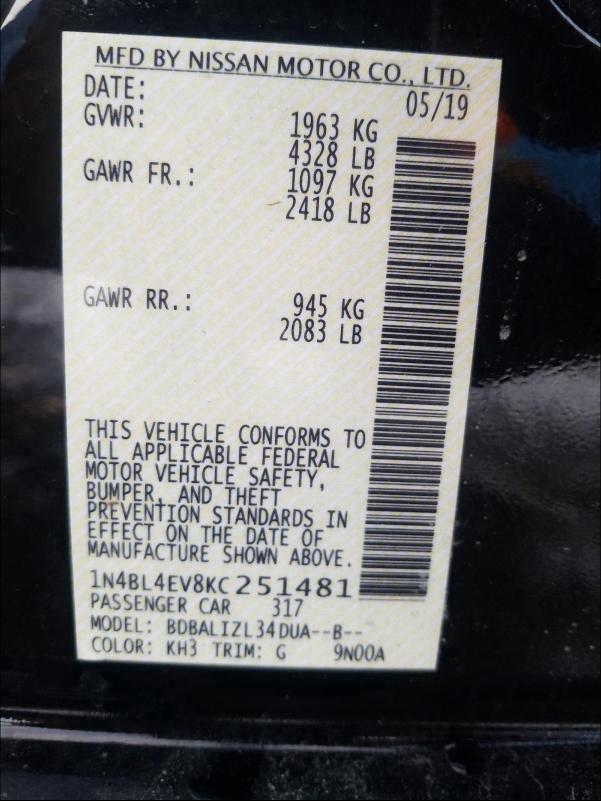 MFD BY NISSAN MOTOR CO., LTD.
DATE: 05/19
GVWR: 1963 KG
4328 LB
GAWR FR.: 1097 KG
2418 LB
GAWR RR.: 945 KG
2083 LB
THIS VEHICLE CONFORMS TO
ALL APPLICABLE FEDERAL
MOTOR VEHICLE SAFETY,
BUMPER, AND THEFT
PREVENTION STANDARDS IN
EFFECT ON THE DATE OF
MANUFACTURE SHOWN ABOVE.
1N4BL4EV8KC251481
PASSENGER CAR 317
MODEL: BDBALIZL34DUA--B--
COLOR: KH3 TRIM: G 9N00A